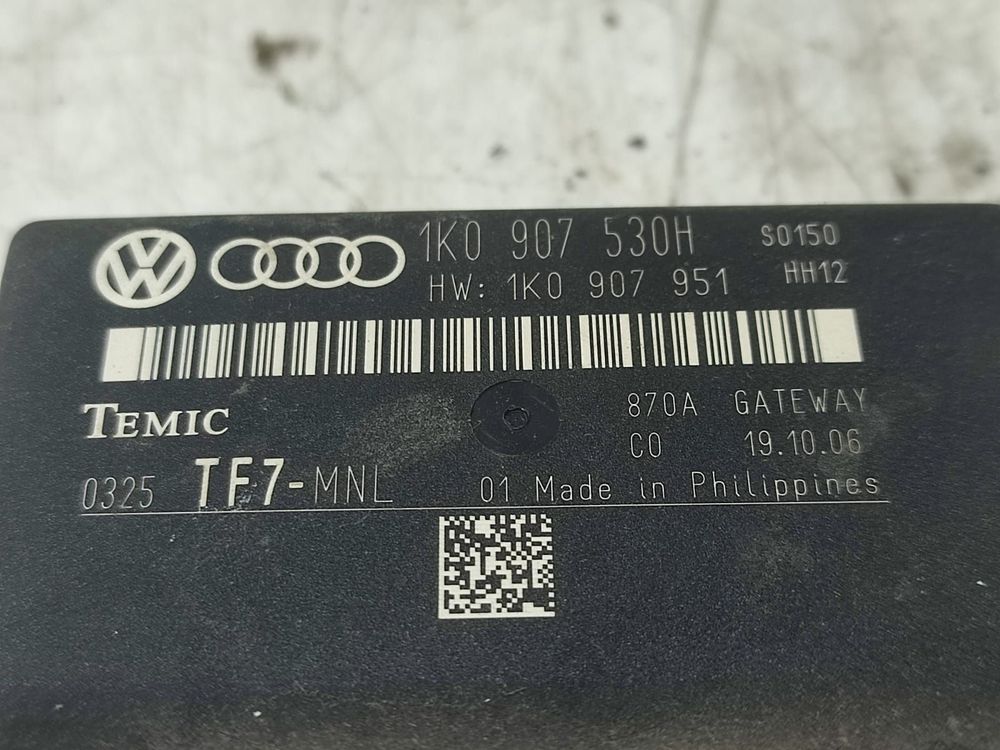 VW 1K0 907 530H S0150
HW: 1K0 907 951 HH12
TEMIC 870A GATEWAY
C0 19.10.06
0325 TF7-MNL 01 Made in Philippines